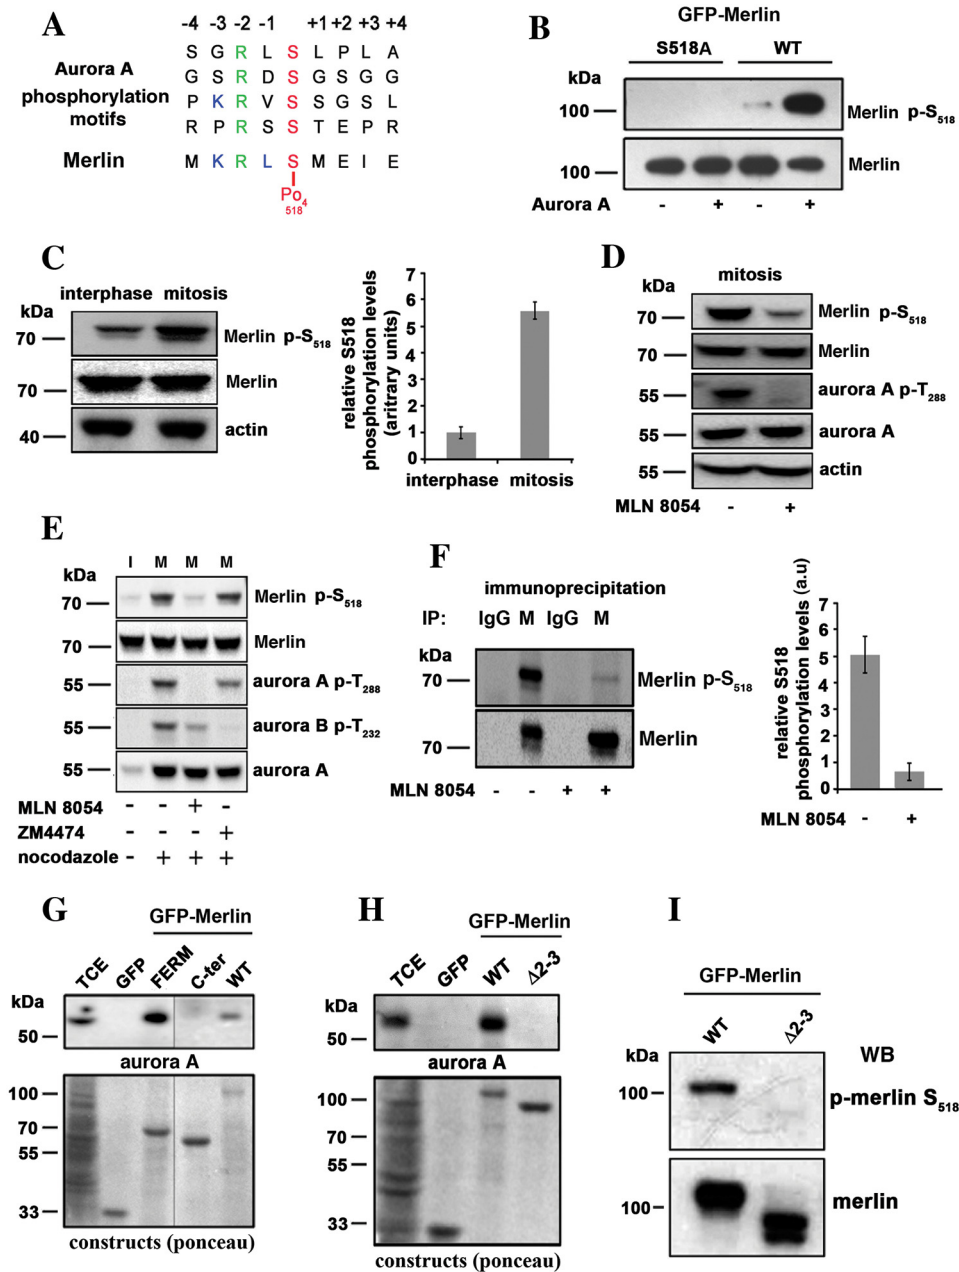 A
-4 -3 -2 -1 +1 +2 +3 +4
S G R L S L P L A
Aurora A phosphorylation motifs
G S R D S G S G G
P K R V S S G S L
R P R S S T E P R
Merlin M K R L S M E I E
Po4
518
B
GFP-Merlin
S518A WT
kDa
100
Merlin p-S518
100
Merlin
Aurora A - + - +
C
interphase mitosis
kDa
70
Merlin p-S518
70
Merlin
40
actin
relative S518 phosphorylation levels (aritrary units)
7
6
5
4
3
2
1
0
interphase mitosis
D
mitosis
70
Merlin p-S518
70
Merlin
55
aurora A p-T288
55
aurora A
55
actin
MLN 8054 - +
E
I M M M
kDa
70
Merlin p-S518
70
Merlin
55
aurora A p-T288
55
aurora B p-T232
55
aurora A
MLN 8054 - - + -
ZM4474 - - - +
nocodazole - + + +
F
immunoprecipitation
IP: IgG M IgG M
kDa
70
Merlin p-S518
70
Merlin
MLN 8054 - - + +
relative S518 phosphorylation levels (a.u)
7
6
5
4
3
2
1
0
MLN 8054 - +
G
GFP-Merlin
TCE GFP FERM C-ter WT
kDa
50
aurora A
100
70
55
33
constructs (ponceau)
H
GFP-Merlin
TCE GFP WT Δ2-3
kDa
50
aurora A
100
70
55
33
constructs (ponceau)
I
GFP-Merlin
WT Δ2-3
kDa
WB
100
p-merlin S518
100
merlin